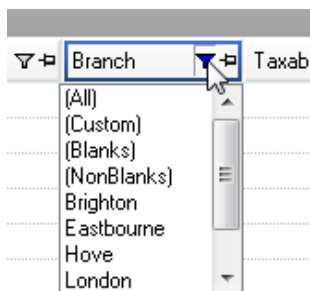 Branch Taxab
(All)
(Custom)
(Blanks)
(NonBlanks)
Brighton
Eastbourne
Hove
London